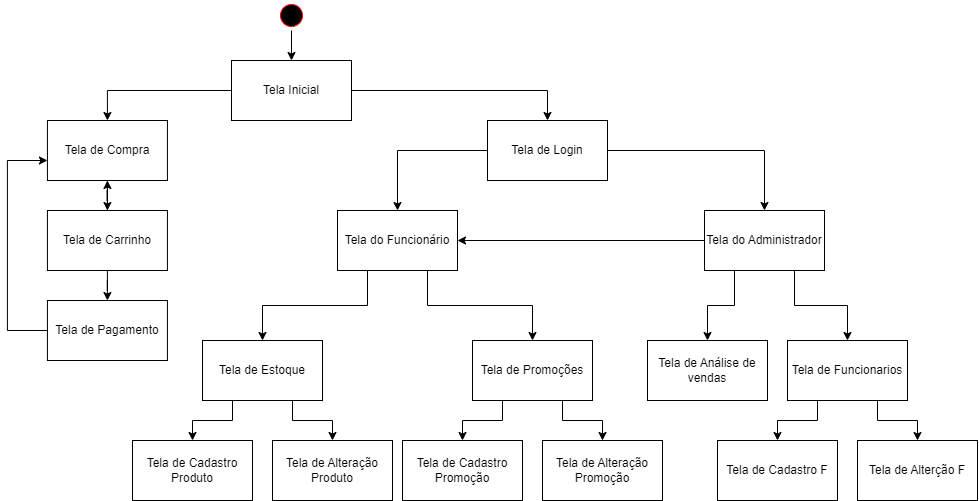 Tela Inicial
Tela de Compra
Tela de Login
Tela de Carrinho
Tela do Funcionário
Tela do Administrador
Tela de Pagamento
Tela de Estoque
Tela de Promoções
Tela de Análise de
vendas
Tela de Funcionarios
Tela de Cadastro
Produto
Tela de Alteração
Produto
Tela de Cadastro
Promoção
Tela de Alteração
Promoção
Tela de Cadastro F
Tela de Alterção F